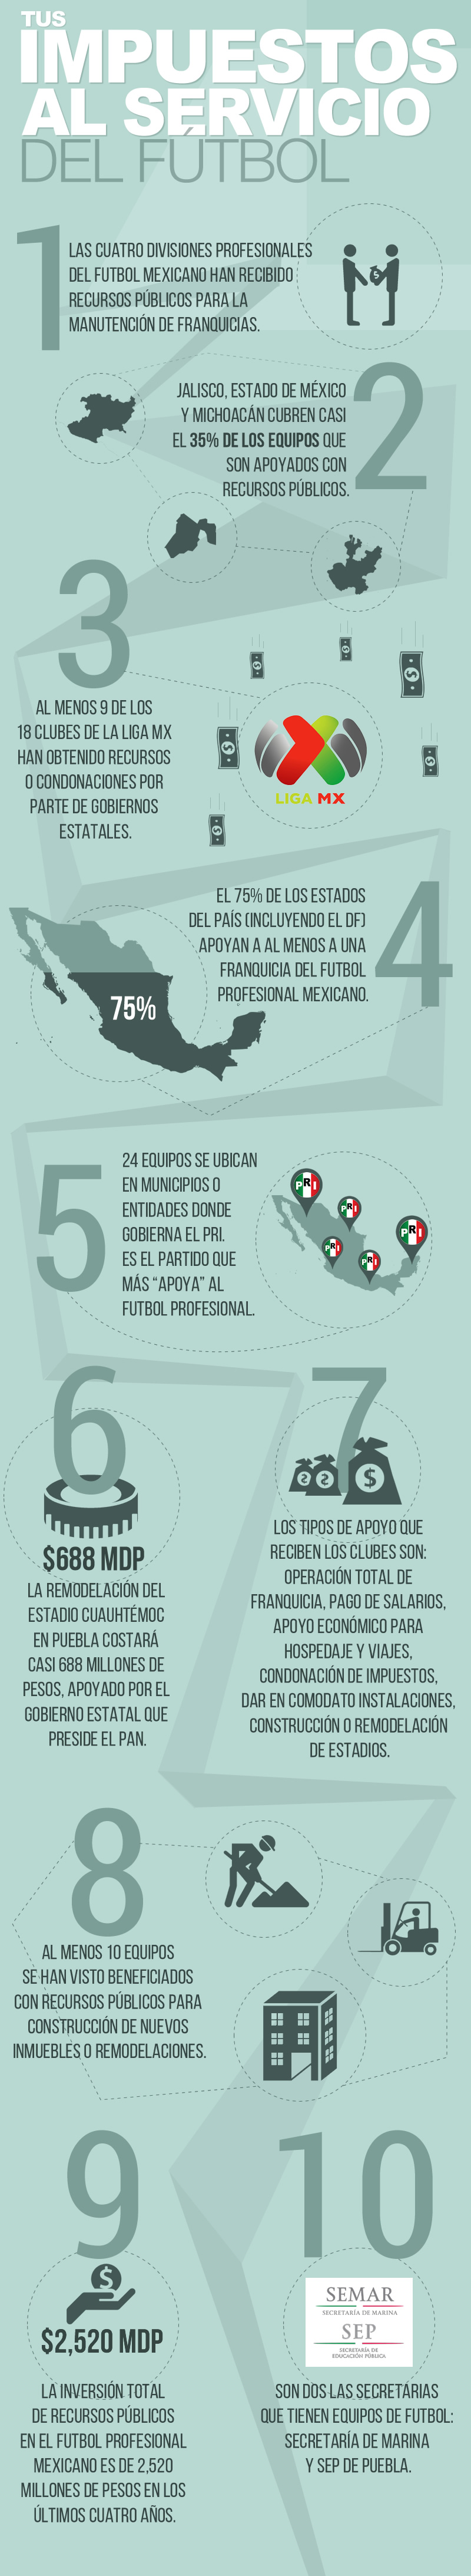 TUS
IMPUESTOS
AL SERVICIO
DEL FÚTBOL
1
LAS CUATRO DIVISIONES PROFESIONALES
DEL FUTBOL MEXICANO HAN RECIBIDO
RECURSOS PÚBLICOS PARA LA
MANUTENCIÓN DE FRANQUICIAS.
2
JALISCO, ESTADO DE MÉXICO
Y MICHOACÁN CUBREN CASI
EL 35% DE LOS EQUIPOS QUE
SON APOYADOS CON
RECURSOS PÚBLICOS.
3
AL MENOS 9 DE LOS
18 CLUBES DE LA LIGA MX
HAN OBTENIDO RECURSOS
O CONDONACIONES POR
PARTE DE GOBIERNOS
ESTATALES.
LIGA MX
4
EL 75% DE LOS ESTADOS
DEL PAÍS (INCLUYENDO EL DF)
APOYAN A AL MENOS A UNA
FRANQUICIA DEL FUTBOL
PROFESIONAL MEXICANO.
75%
5
24 EQUIPOS SE UBICAN
EN MUNICIPIOS O
ENTIDADES DONDE
GOBIERNA EL PRI.
ES EL PARTIDO QUE
MÁS “APOYA” AL
FUTBOL PROFESIONAL.
PRI
PRI
PRI
PRI
PRI
6
$688 MDP
LA REMODELACIÓN DEL
ESTADIO CUAUHTÉMOC
EN PUEBLA COSTARÁ
CASI 688 MILLONES DE
PESOS, APOYADO POR EL
GOBIERNO ESTATAL QUE
PRESIDE EL PAN.
7
$ $ $
LOS TIPOS DE APOYO QUE
RECIBEN LOS CLUBES SON:
OPERACIÓN TOTAL DE
FRANQUICIA, PAGO DE SALARIOS,
APOYO ECONÓMICO PARA
HOSPEDAJE Y VIAJES,
CONDONACIÓN DE IMPUESTOS,
DAR EN COMODATO INSTALACIONES,
CONSTRUCCIÓN O REMODELACIÓN
DE ESTADIOS.
8
AL MENOS 10 EQUIPOS
SE HAN VISTO BENEFICIADOS
CON RECURSOS PÚBLICOS PARA
CONSTRUCCIÓN DE NUEVOS
INMUEBLES O REMODELACIONES.
9
$
$2,520 MDP
LA INVERSIÓN TOTAL
DE RECURSOS PÚBLICOS
EN EL FUTBOL PROFESIONAL
MEXICANO ES DE 2,520
MILLONES DE PESOS EN LOS
ÚLTIMOS CUATRO AÑOS.
10
SEMAR
SECRETARÍA DE MARINA
SEP
SECRETARÍA DE
EDUCACIÓN PÚBLICA
SON DOS LAS SECRETARIAS
QUE TIENEN EQUIPOS DE FUTBOL:
SECRETARÍA DE MARINA
Y SEP DE PUEBLA.